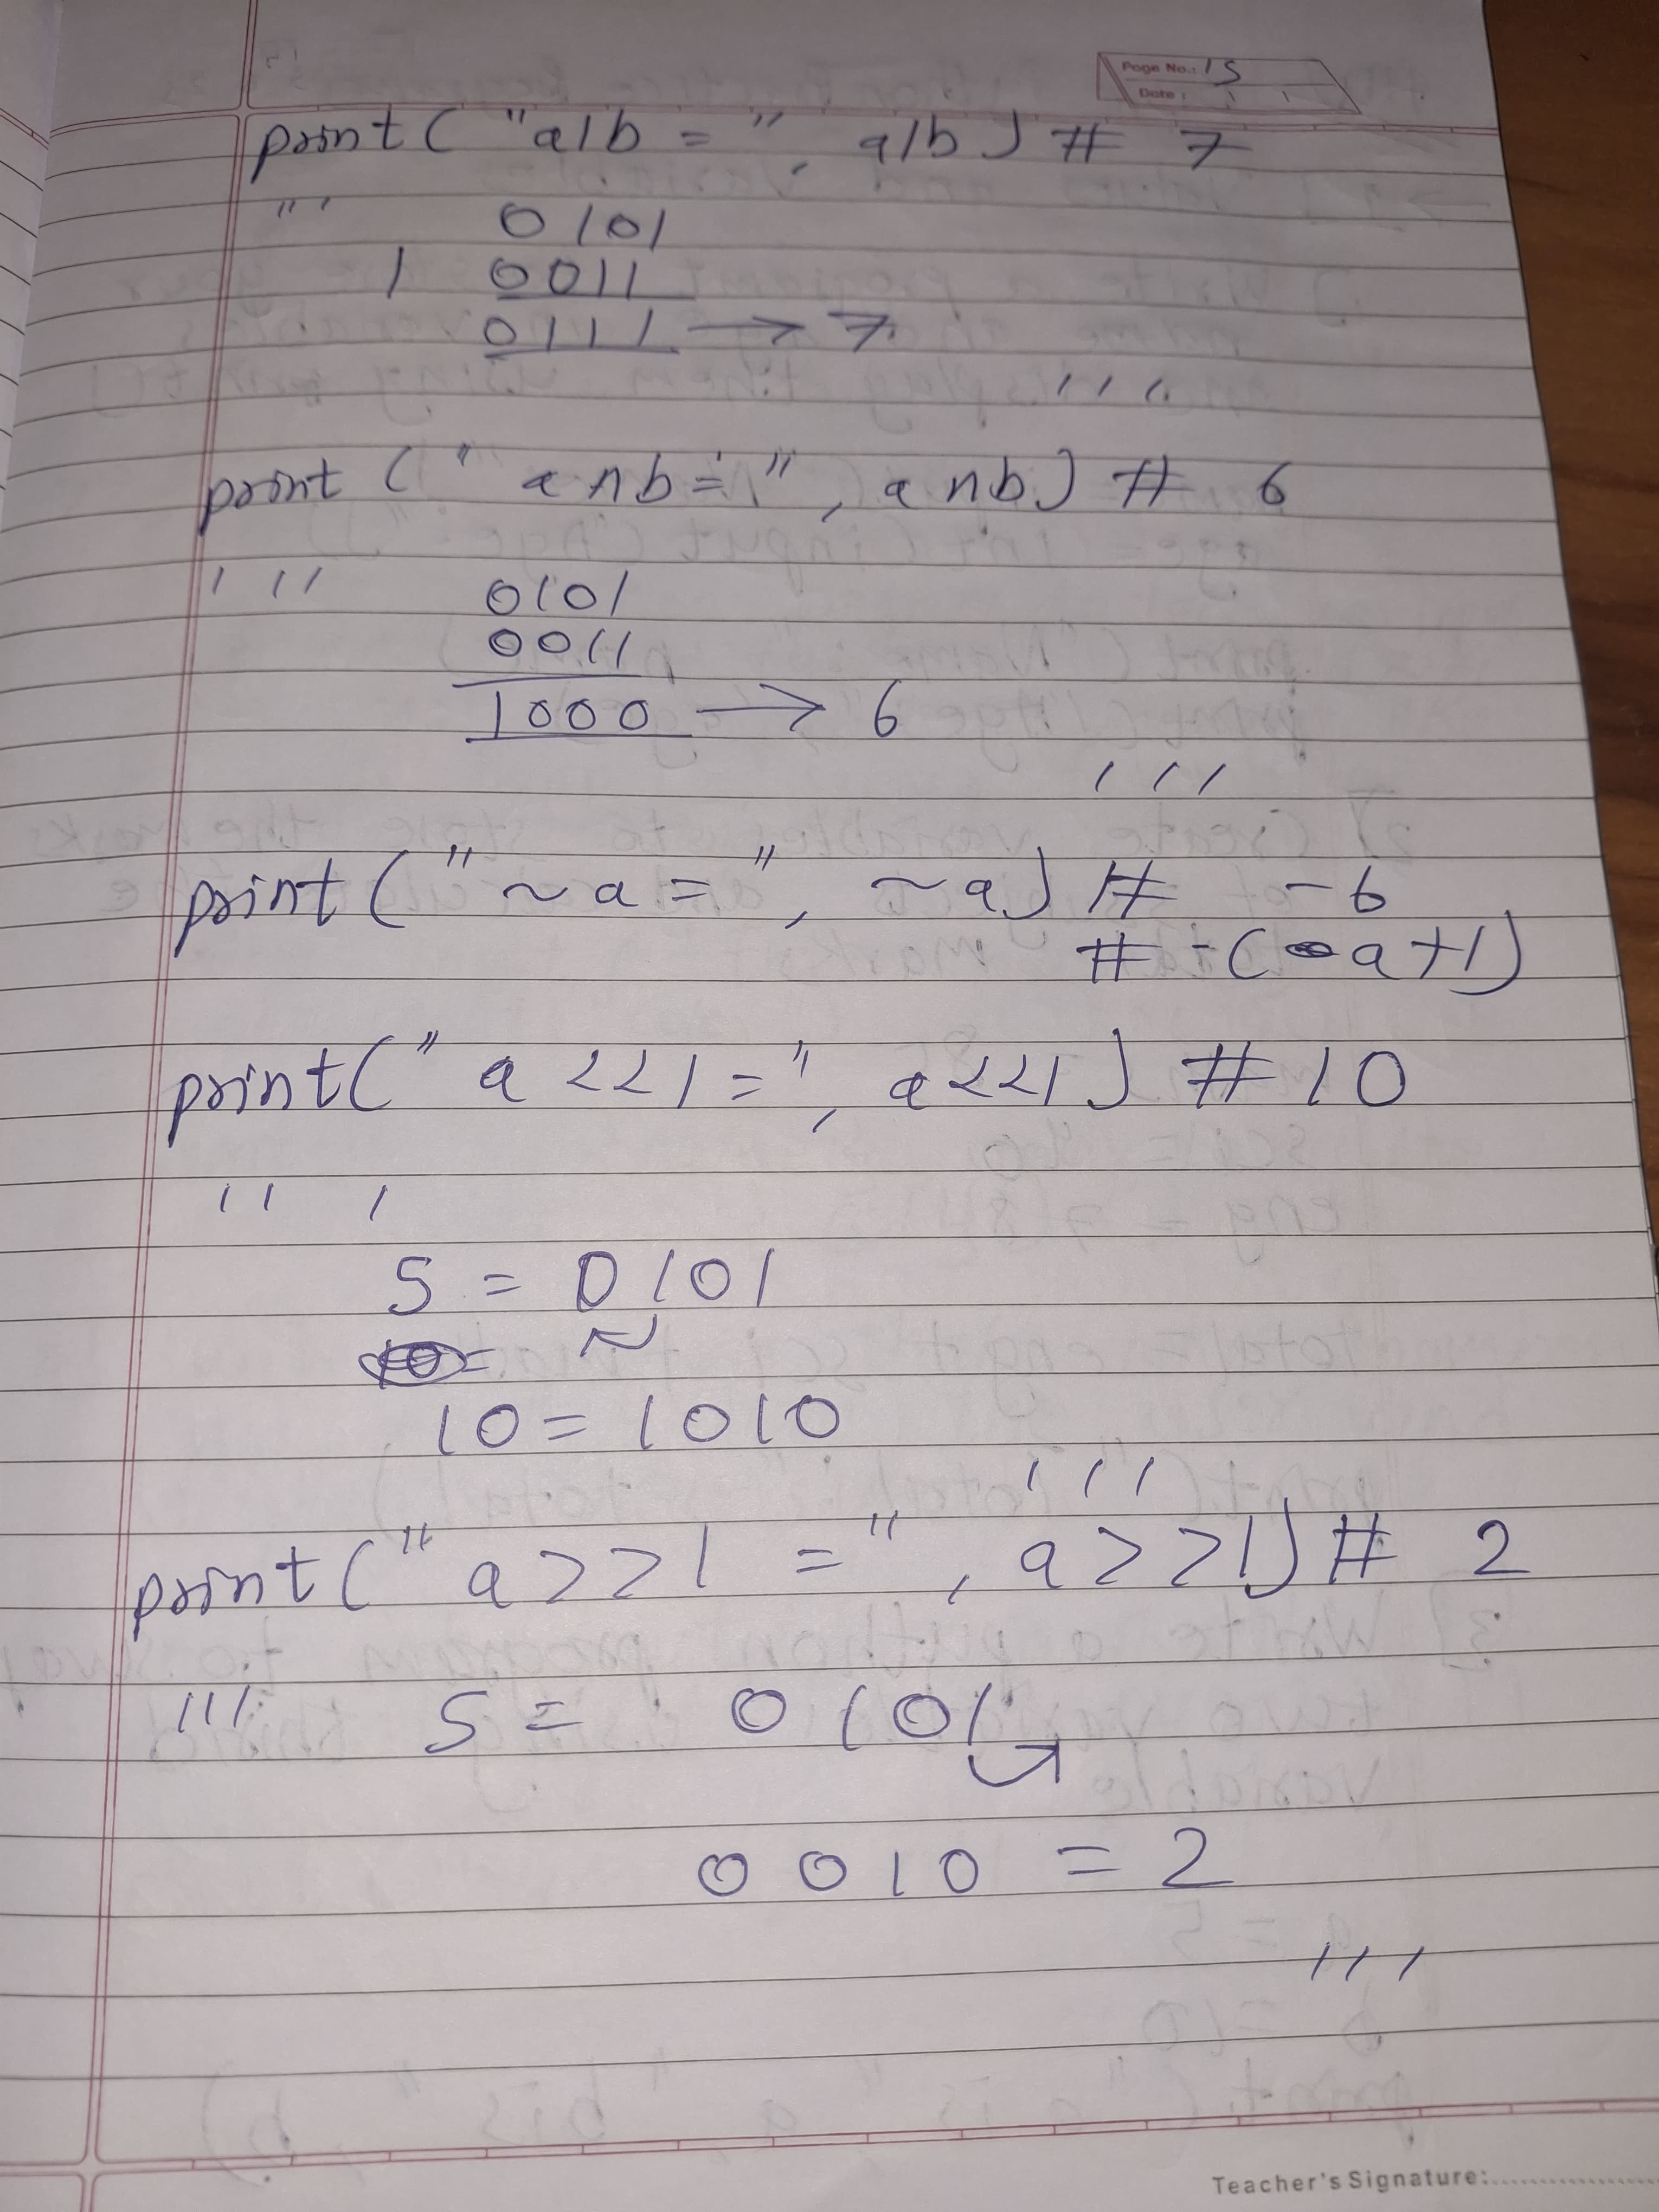 Page No.: 15
Date :
print ( "a|b = ", a|b ) # 7
"' 0101
| 0011
0111 → 7
'''
print ( " a ^ b = ", a ^ b ) # 6
''' 0101
0011
1000 → 6
'''
print ( " ~ a = ", ~ a ) # - 6
# - ( a + 1 )
print ( " a << 1 = ", a << 1 ) # 10
'''
5 = 0101
10 = 1010
'''
print ( " a >> 1 = ", a >> 1 ) # 2
''' 5 = 0101
0010 = 2
'''
Teacher's Signature: